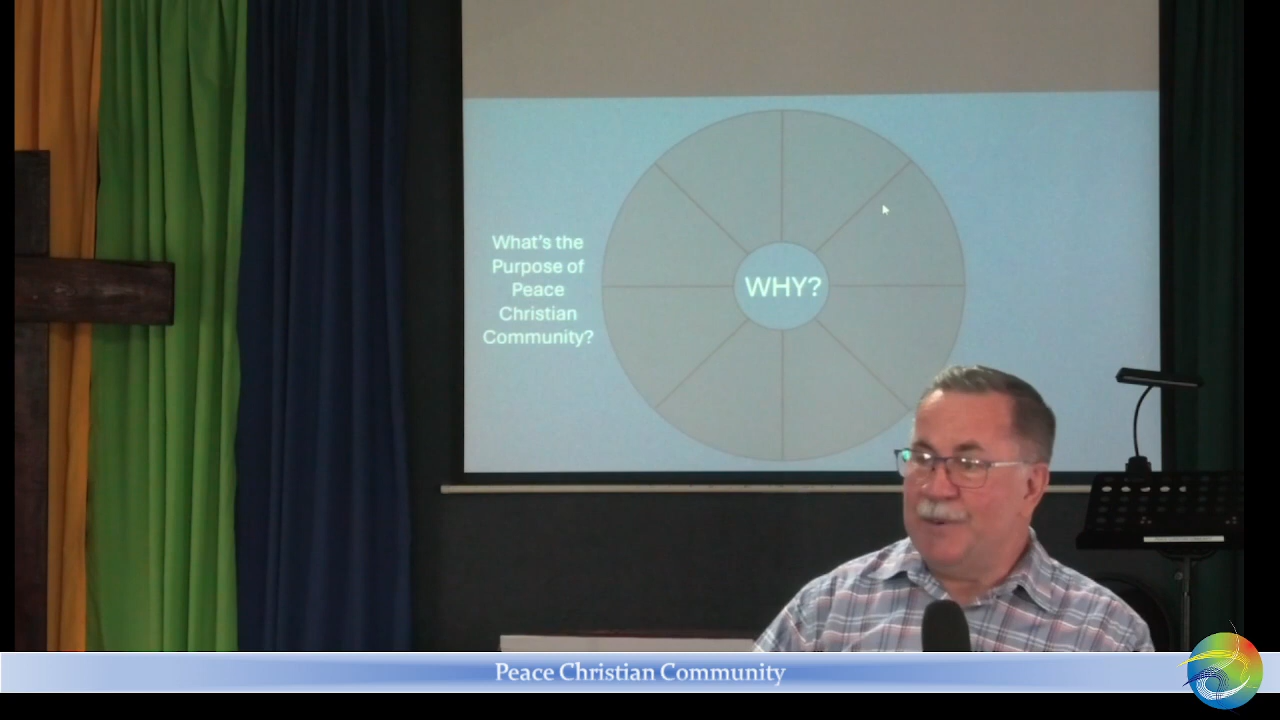 What's the
Purpose of
Peace
Christian
Community?
WHY?
Peace Christian Community